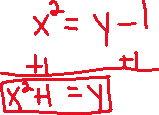 x² = y - 1
+1 +1
x²+1 = y